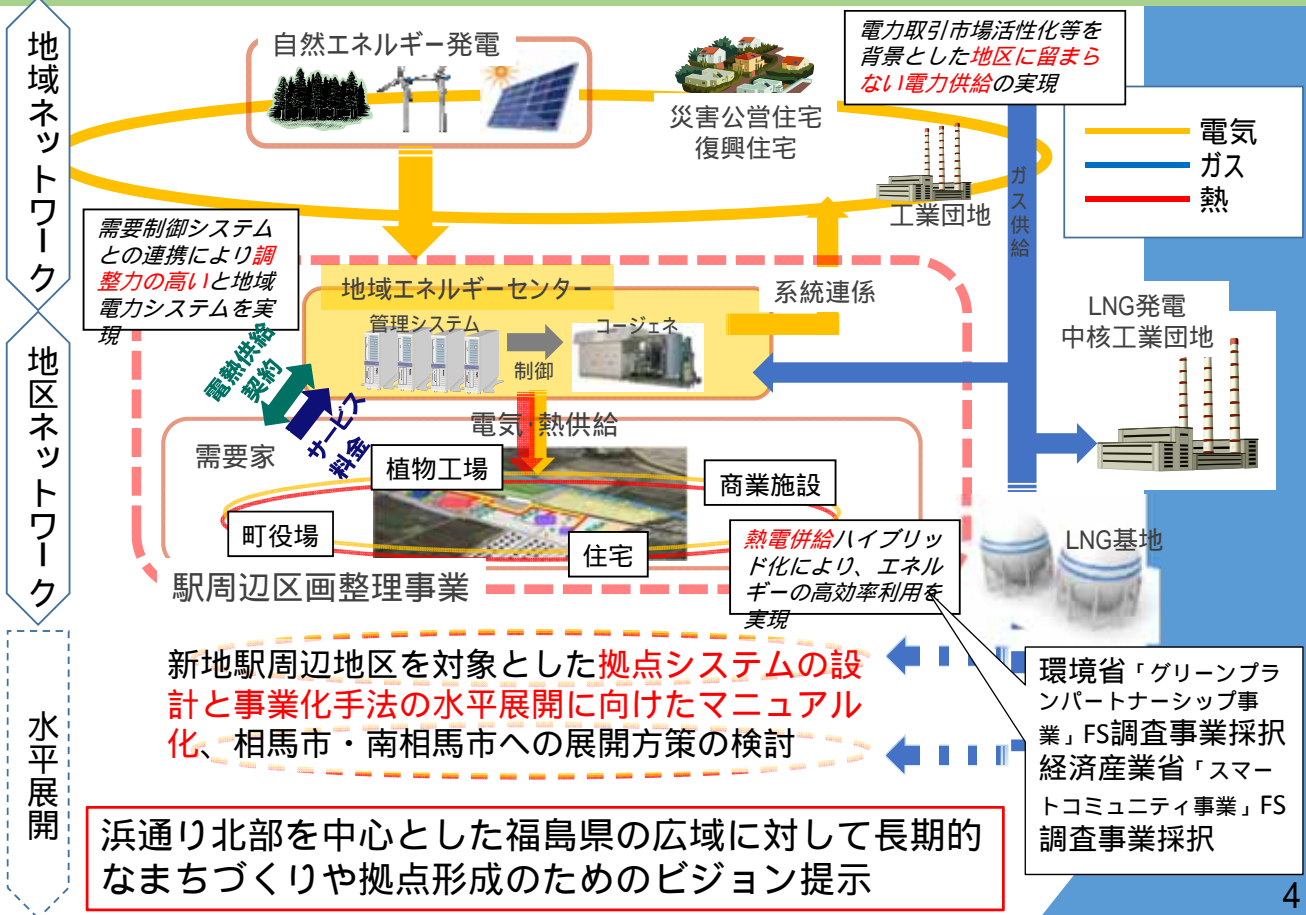 地域ネットワーク
自然エネルギー発電
災害公営住宅
復興住宅
電力取引市場活性化等を
背景とした地区に留まら
ない電力供給の実現
電気
ガス
熱
ガス供給
工業団地
需要制御システム
との連携により調
整力の高いと地域
電力システムを実
現
地域エネルギーセンター
系統連係
管理システム
コージェネ
制御
LNG発電
中核工業団地
地区ネットワーク
電熱供給
契約
サービス
料金
電気・熱供給
需要家
植物工場
商業施設
町役場
住宅
熱電併給ハイブリッ
ド化により、エネル
ギーの高効率利用を
実現
LNG基地
駅周辺区画整理事業
水平展開
新地駅周辺地区を対象とした拠点システムの設
計と事業化手法の水平展開に向けたマニュアル
化、相馬市・南相馬市への展開方策の検討
環境省「グリーンプラ
ンパートナーシップ事
業」FS調査事業採択
経済産業省「スマー
トコミュニティ事業」FS
調査事業採択
浜通り北部を中心とした福島県の広域に対して長期的
なまちづくりや拠点形成のためのビジョン提示
4